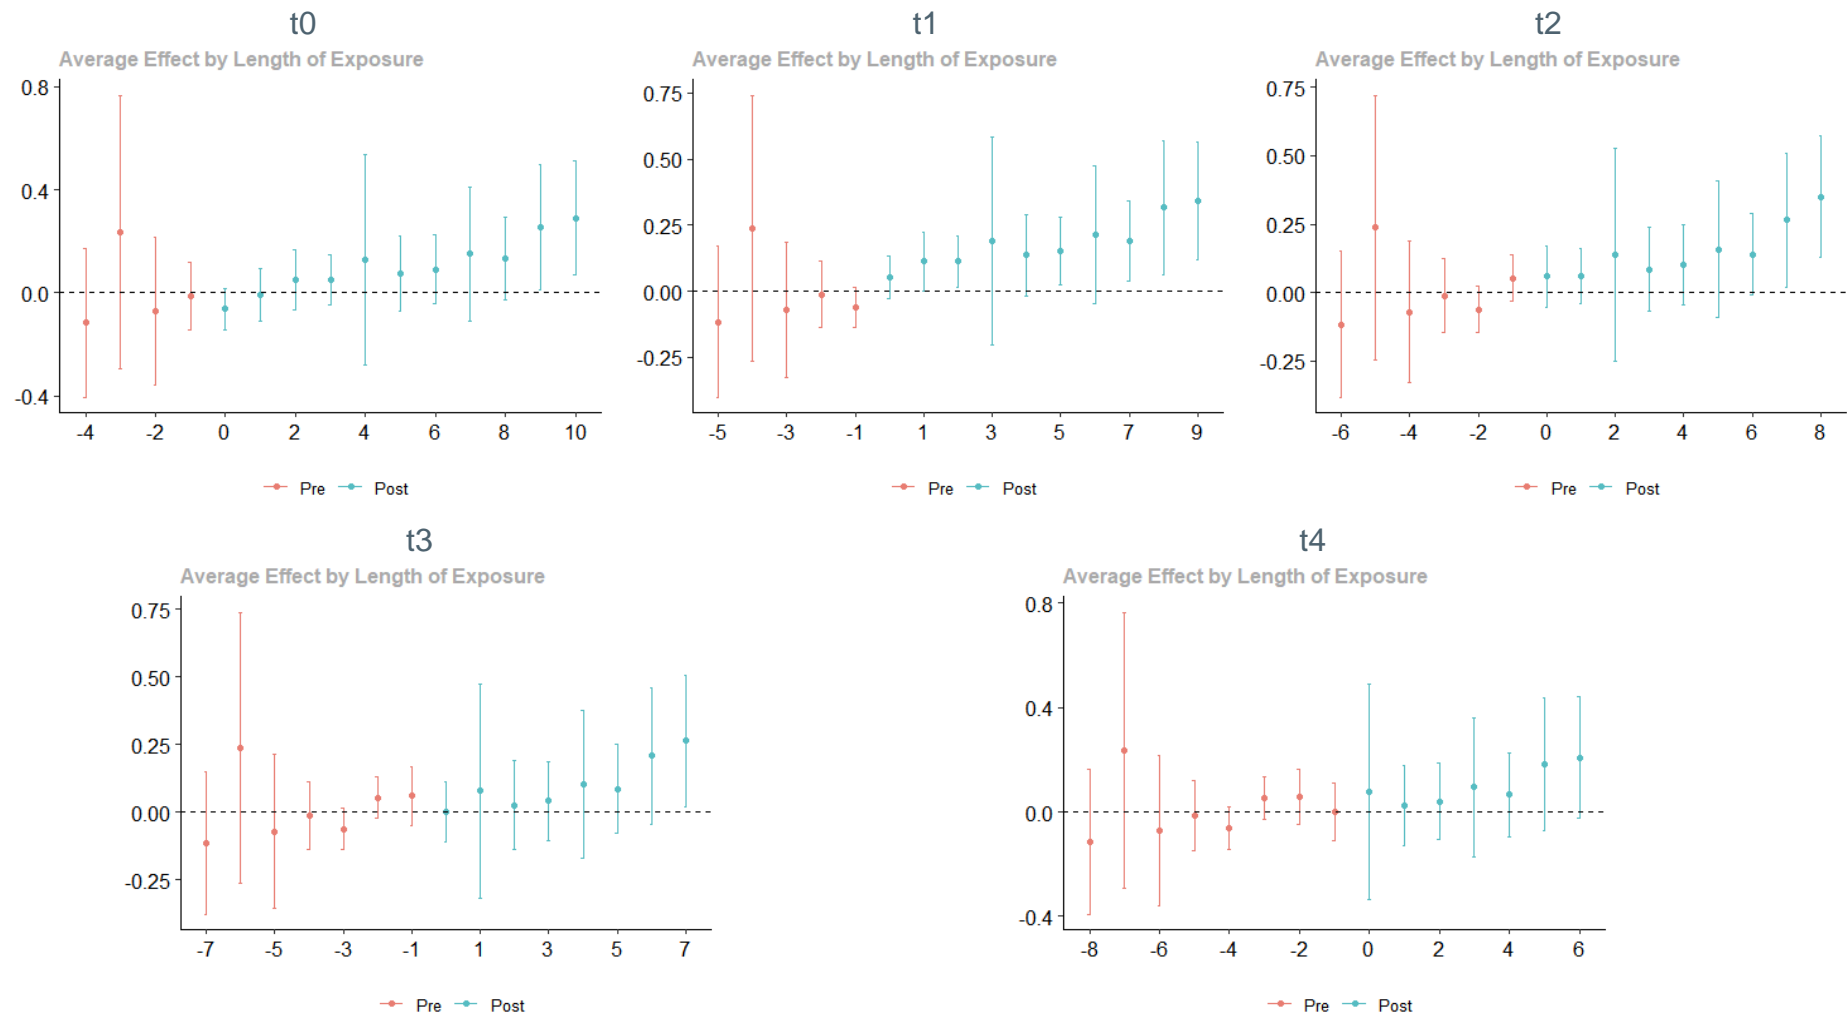 t0
Average Effect by Length of Exposure
0.8
0.4
0.0
-0.4
-4 -2 0 2 4 6 8 10
Pre Post
t1
Average Effect by Length of Exposure
0.75
0.50
0.25
0.00
-0.25
-5 -3 -1 1 3 5 7 9
Pre Post
t2
Average Effect by Length of Exposure
0.75
0.50
0.25
0.00
-0.25
-6 -4 -2 0 2 4 6 8
Pre Post
t3
Average Effect by Length of Exposure
0.75
0.50
0.25
0.00
-0.25
-7 -5 -3 -1 1 3 5 7
Pre Post
t4
Average Effect by Length of Exposure
0.8
0.4
0.0
-0.4
-8 -6 -4 -2 0 2 4 6
Pre Post